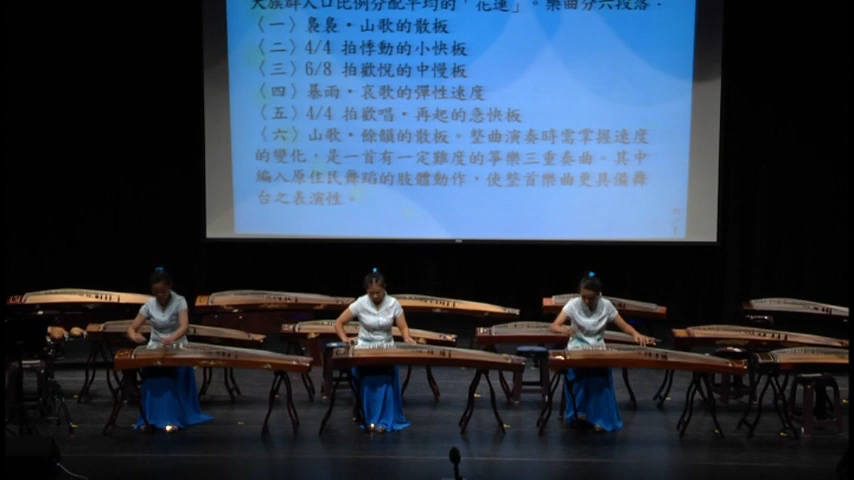 大族群人口比例分配平均的「花蓮」。樂曲分六段落：
〈一〉裊裊・山歌的散板
〈二〉4/4 拍悸動的小快板
〈三〉6/8 拍歡悅的中慢板
〈四〉暴雨・哀歌的彈性速度
〈五〉4/4 拍歡唱・再起的急快板
〈六〉山歌・餘韻的散板。整曲演奏時需掌握速度
的變化，是一首有一定難度的箏樂三重奏曲。其中
編入原住民舞蹈的肢體動作，使整首樂曲更具備舞
台之表演性。